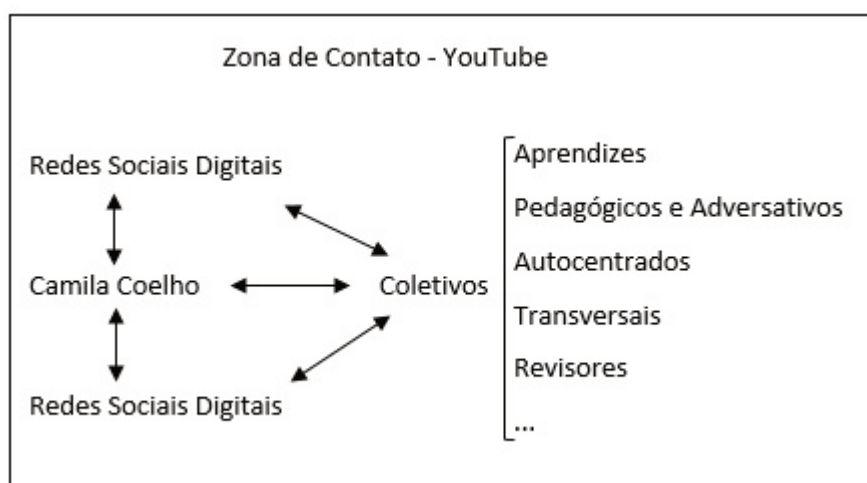 Zona de Contato - YouTube
Redes Sociais Digitais
Camila Coelho
Redes Sociais Digitais
Coletivos
Aprendizes
Pedagógicos e Adversativos
Autocentrados
Transversais
Revisores
...